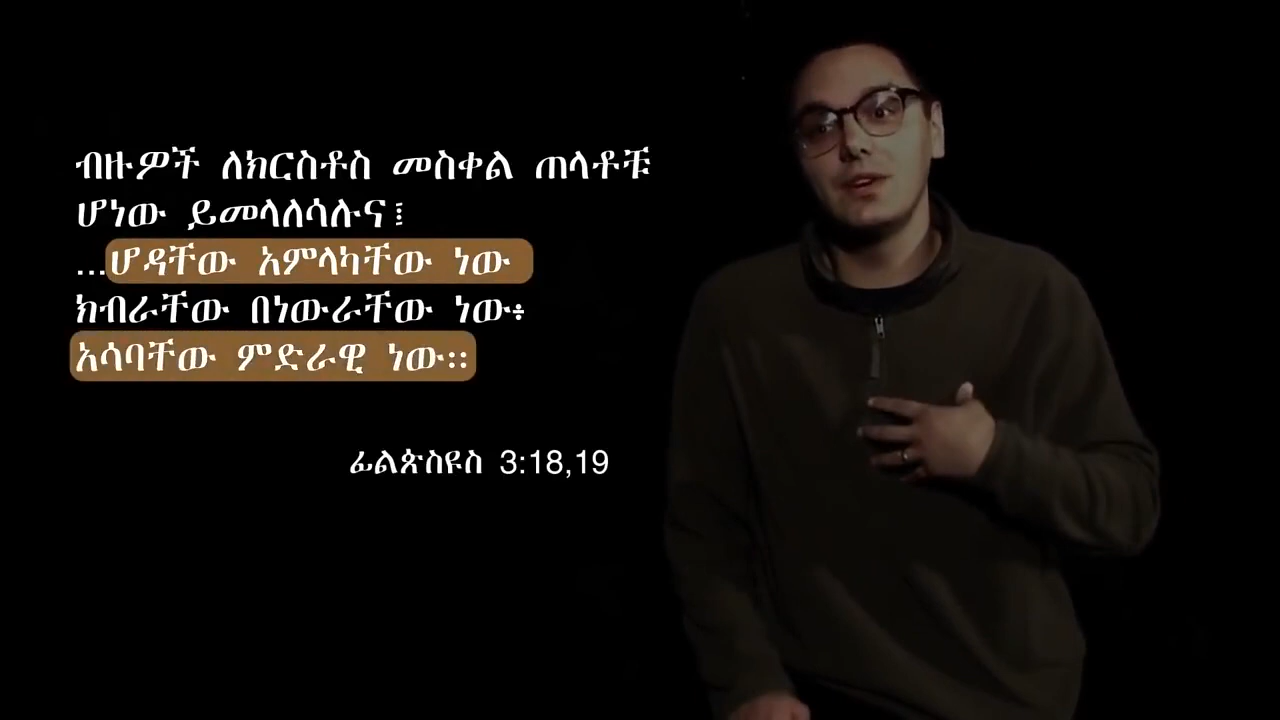 ብዙዎች ለክርስቶስ መስቀል ጠላቶቹ
ሆነው ይመላለሳሉና፤
...ሆዳቸው አምላካቸው ነው
ክብራቸው በነውራቸው ነው፥
አሳባቸው ምድራዊ ነው፡፡
ፊልጵስዩስ 3:18,19